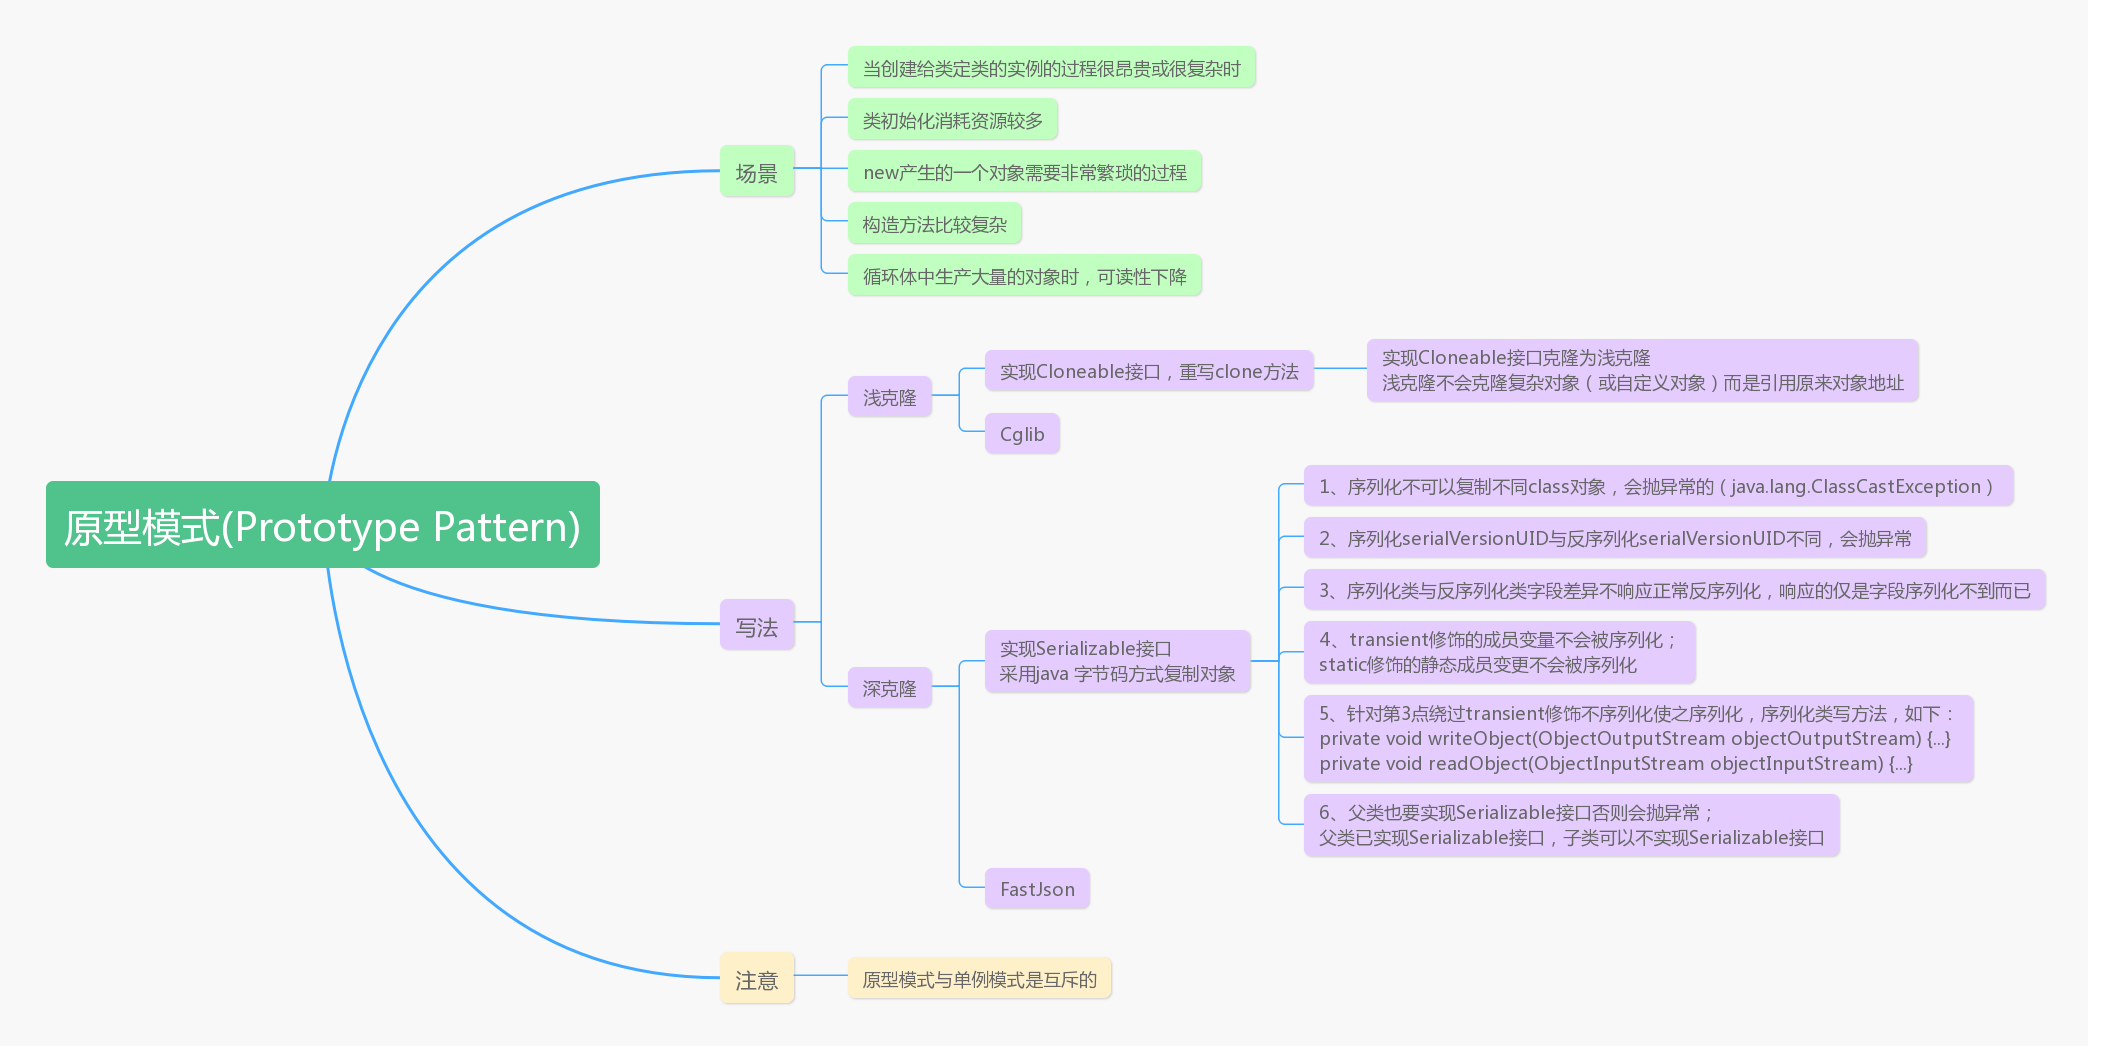 原型模式(Prototype Pattern)
场景
当创建给类定类的实例的过程很昂贵或很复杂时
类初始化消耗资源较多
new产生的一个对象需要非常繁琐的过程
构造方法比较复杂
循环体中生产大量的对象时，可读性下降
写法
浅克隆
实现Cloneable接口，重写clone方法
实现Cloneable接口克隆为浅克隆
浅克隆不会克隆复杂对象（或自定义对象）而是引用原来对象地址
Cglib
深克隆
实现Serializable接口
采用java 字节码方式复制对象
1、序列化不可以复制不同class对象，会抛异常的（java.lang.ClassCastException）
2、序列化serialVersionUID与反序列化serialVersionUID不同，会抛异常
3、序列化类与反序列化类字段差异不响应正常反序列化，响应的仅是字段序列化不到而已
4、transient修饰的成员变量不会被序列化；
static修饰的静态成员变更不会被序列化
5、针对第3点绕过transient修饰不序列化使之序列化，序列化类写方法，如下：
private void writeObject(ObjectOutputStream objectOutputStream) {...}
private void readObject(ObjectInputStream objectInputStream) {...}
6、父类也要实现Serializable接口否则会抛异常；
父类已实现Serializable接口，子类可以不实现Serializable接口
FastJson
注意
原型模式与单例模式是互斥的